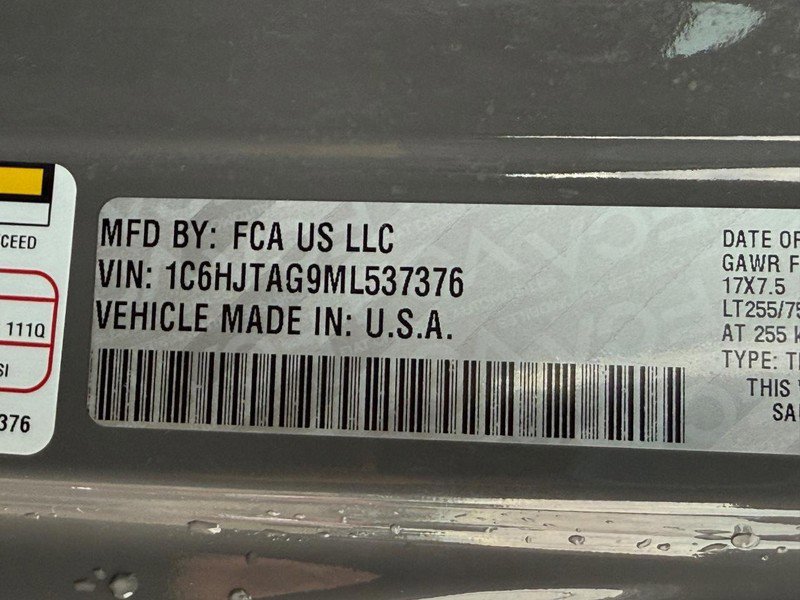 CEED
111Q
SI
376
MFD BY: FCA US LLC
VIN: 1C6HJTAG9ML537376
VEHICLE MADE IN: U.S.A.
DATE OF
GAWR F
17X7.5
LT255/75
AT 255 k
TYPE: T
THIS
SA